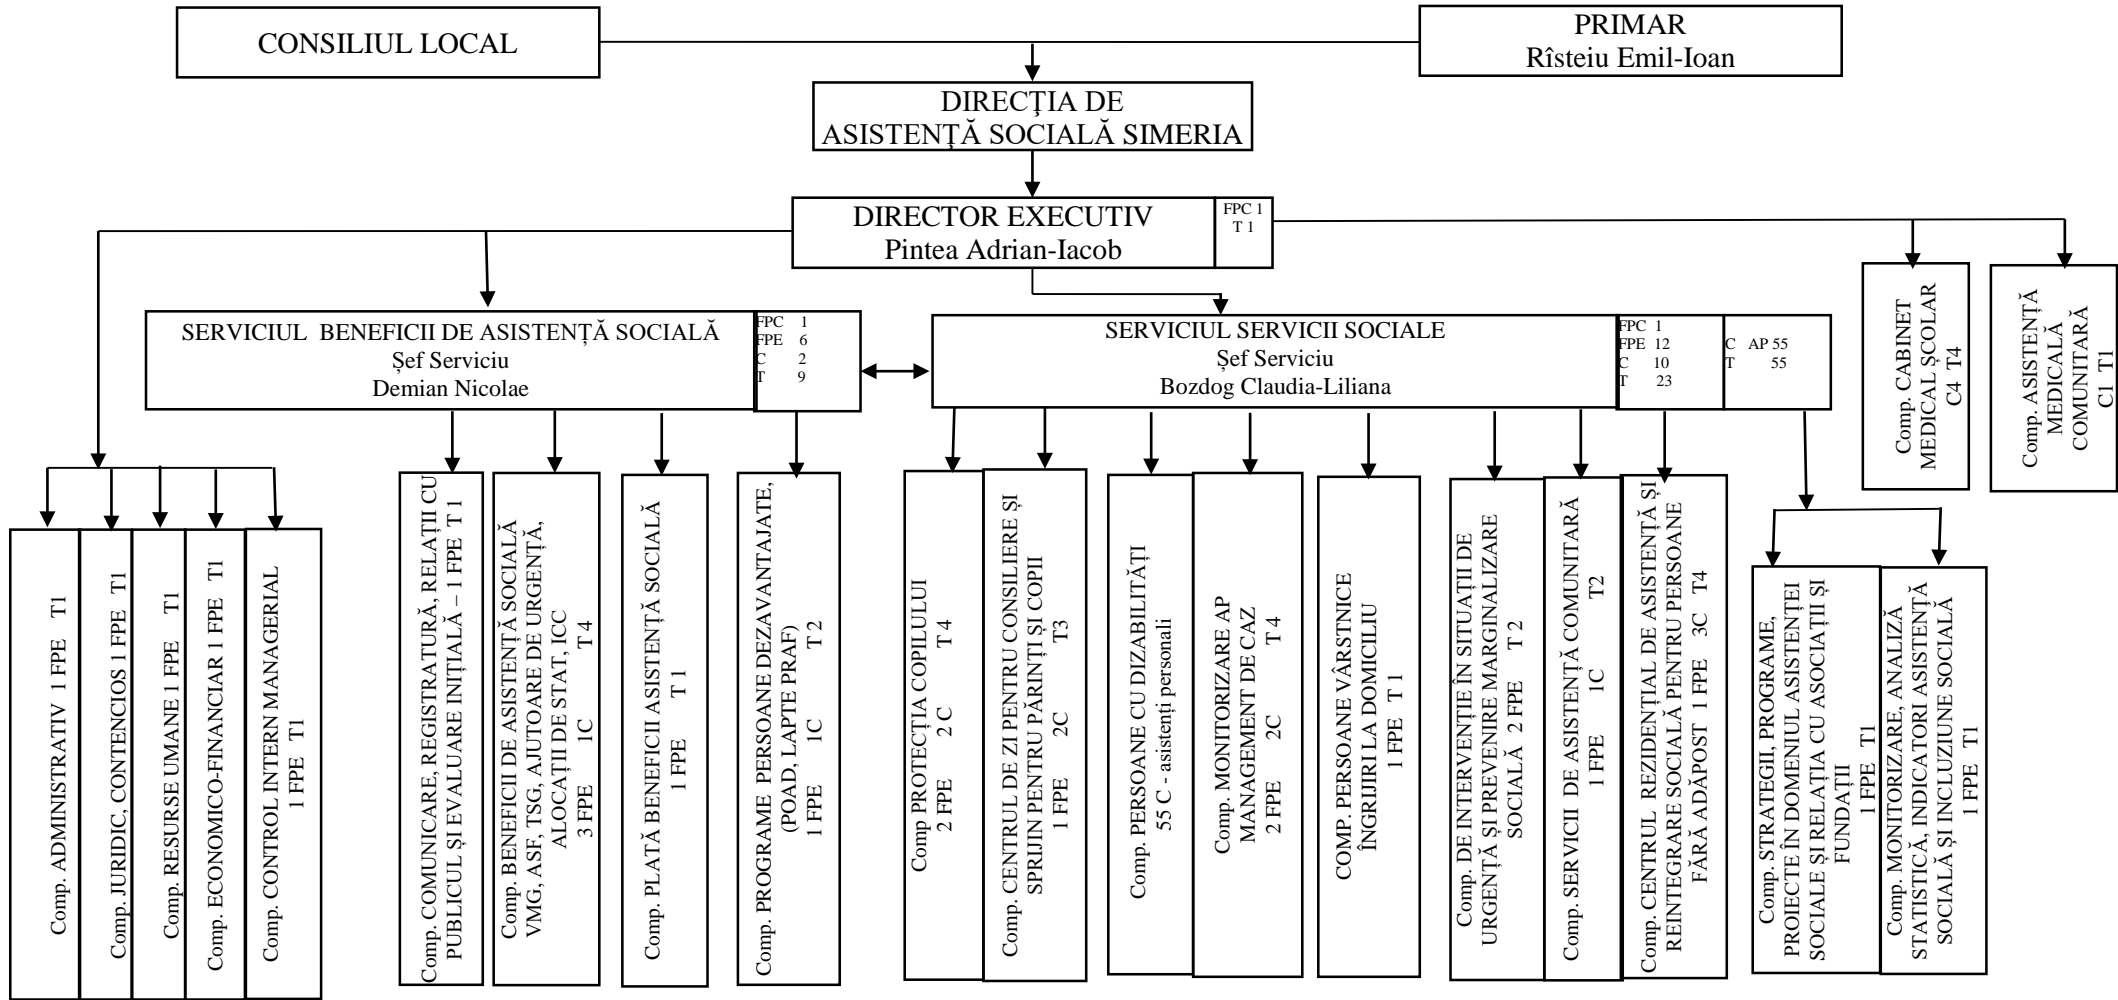 CONSILIUL LOCAL
PRIMAR
Rîsteiu Emil-Ioan
DIRECŢIA DE
ASISTENŢĂ SOCIALĂ SIMERIA
DIRECTOR EXECUTIV
Pintea Adrian-Iacob
FPC 1
T 1
SERVICIUL BENEFICII DE ASISTENȚĂ SOCIALĂ
Șef Serviciu
Demian Nicolae
FPC 1
FPE 6
C 2
T 9
SERVICIUL SERVICII SOCIALE
Șef Serviciu
Bozdog Claudia-Liliana
FPC 1
FPE 12
C 10
T 23
C AP 55
T 55
Comp. CABINET
MEDICAL ȘCOLAR
C4 T4
Comp. ASISTENȚĂ
MEDICALĂ
COMUNITARĂ
C1 T1
Comp. ADMINISTRATIV 1 FPE T1
Comp. JURIDIC, CONTENCIOS 1 FPE T1
Comp. RESURSE UMANE 1 FPE T1
Comp. ECONOMICO-FINANCIAR 1 FPE T1
Comp. CONTROL INTERN MANAGERIAL
1 FPE T1
Comp. COMUNICARE, REGISTRATURĂ, RELAȚII CU
PUBLICUL ȘI EVALUARE INIȚIALĂ – 1 FPE T 1
Comp. BENEFICII DE ASISTENȚĂ SOCIALĂ
VMG, ASF, TSG, AJUTOARE DE URGENȚĂ,
ALOCAȚII DE STAT, ICC
3 FPE 1C T 4
Comp. PLATĂ BENEFICII ASISTENȚĂ SOCIALĂ
1 FPE T 1
Comp. PROGRAME PERSOANE DEZAVANTAJATE,
(POAD, LAPTE PRAF)
1 FPE 1C T 2
Comp PROTECȚIA COPILULUI
2 FPE 2 C T 4
Comp. CENTRUL DE ZI PENTRU CONSILIERE ȘI
SPRIJIN PENTRU PĂRINȚI ȘI COPII
1 FPE 2C T3
Comp. PERSOANE CU DIZABILITĂȚI
55 C - asistenți personali
Comp. MONITORIZARE AP
MANAGEMENT DE CAZ
2 FPE 2C T 4
COMP. PERSOANE VÂRSTNICE
ÎNGRIJIRI LA DOMICILIU
1 FPE T 1
Comp. DE INTERVENȚIE ÎN SITUAȚII DE
URGENȚĂ ȘI PREVENIRE MARGINALIZARE
SOCIALĂ 2 FPE T 2
Comp. SERVICII DE ASISTENȚĂ COMUNITARĂ
1 FPE 1C T2
Comp. CENTRUL REZIDENȚIAL DE ASISTENȚĂ ȘI
REINTEGRARE SOCIALĂ PENTRU PERSOANE
FĂRĂ ADĂPOST 1 FPE 3C T4
Comp. STRATEGII, PROGRAME,
PROIECTE ÎN DOMENIUL ASISTENȚEI
SOCIALE ȘI RELAȚIA CU ASOCIAȚII ȘI
FUNDAȚII
1 FPE T1
Comp. MONITORIZARE, ANALIZĂ
STATISTICĂ, INDICATORI ASISTENȚĂ
SOCIALĂ ȘI INCLUZIUNE SOCIALĂ
1 FPE T1